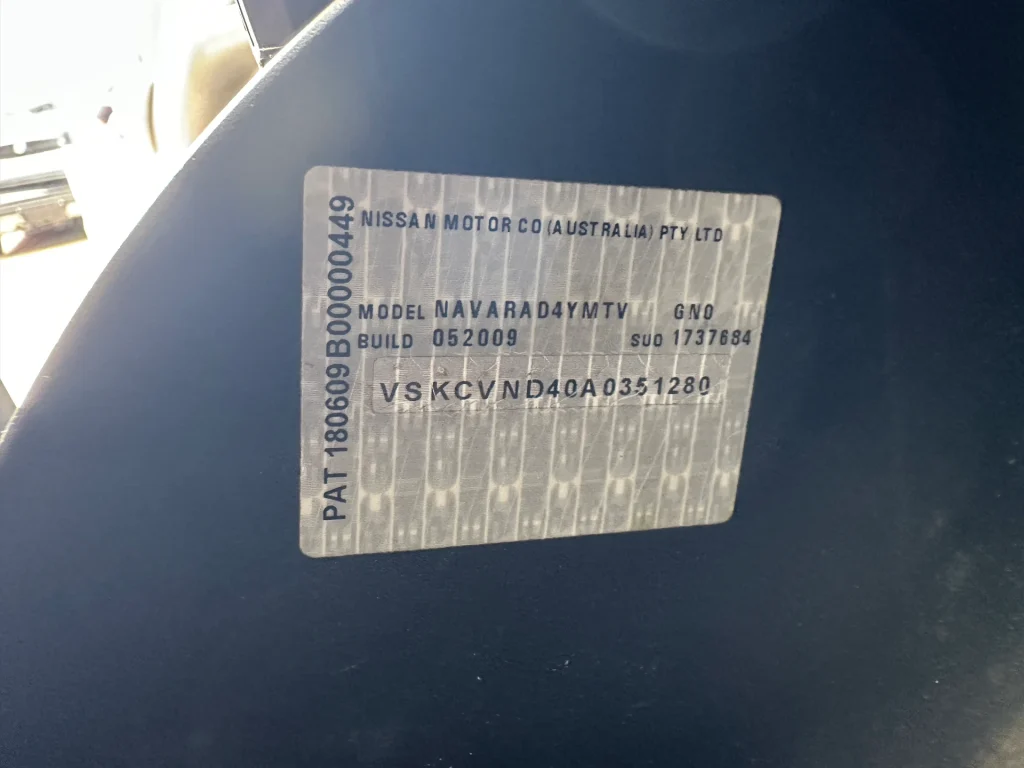 NISSAN MOTOR CO (AUSTRALIA) PTY LTD
MODEL NAVARAD4YMTV GN0
BUILD 052009 SUO 1737684
VSKCVND40A0351280
PAT 180609B00000449